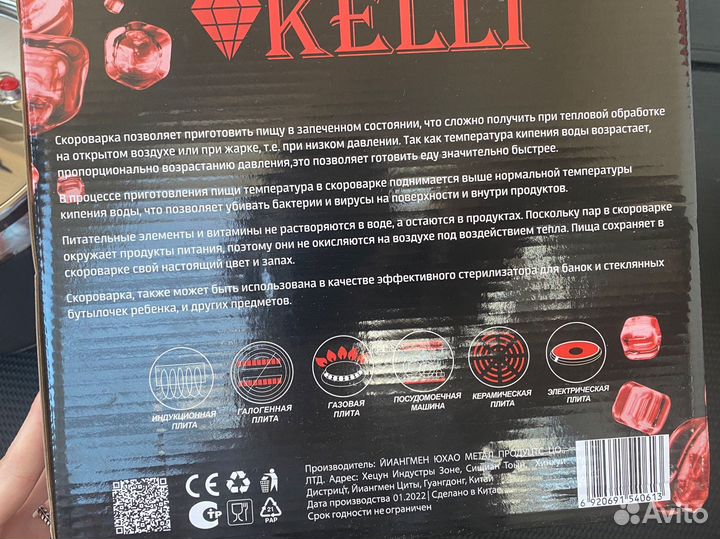 KELLI
Скороварка позволяет приготовить пищу в запеченном состоянии, что сложно получить при тепловой обработке
на открытом воздухе или при жарке, т.е. при низком давлении. Так как температура кипения воды возрастает,
пропорционально возрастанию давления,это позволяет готовить еду значительно быстрее.
В процессе приготовления пищи температура в скороварке поднимается выше нормальной температуры
кипения воды, что позволяет убивать бактерии и вирусы на поверхности и внутри продуктов.
Питательные элементы и витамины не растворяются в воде, а остаются в продуктах. Поскольку пар в скороварке
окружает продукты питания, поэтому они не окисляются на воздухе под воздействием тепла. Пища сохраняет в
скороварке свой настоящий цвет и запах.
Скороварка, также может быть использована в качестве эффективного стерилизатора для банок и стеклянных
бутылочек ребенка, и других предметов.
ИНДУКЦИОННАЯ ПЛИТА
ГАЛОГЕННАЯ ПЛИТА
ГАЗОВАЯ ПЛИТА
ПОСУДОМОЕЧНАЯ МАШИНА
КЕРАМИЧЕСКАЯ ПЛИТА
ЭЛЕКТРИЧЕСКАЯ ПЛИТА
Производитель: ЙИАНГМЕН ЮХАО МЕТАЛ ПРОДУКТС ЦО.
ЛТД. Адрес: Хецун Индустры Зоне, Сищиан Тоын,
Дистрицт, Йиангмен Циты, Гуангдонг, Китай
Дата производства 01.2022 | Сделано в Китае
Срок годности не ограничен
CE EAC
РСТ 21
PAP
6 920691 540613
Avito